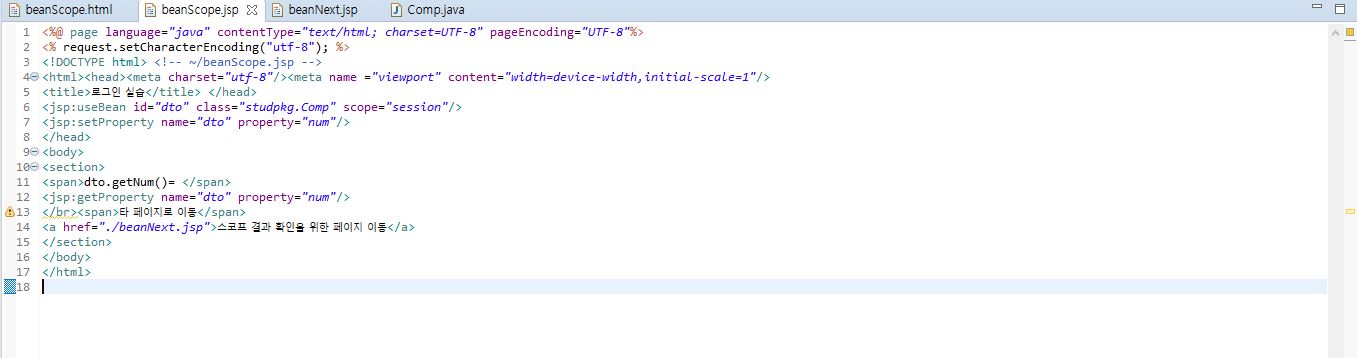 beanScope.html beanScope.jsp beanNext.jsp Comp.java
1 <%@ page language="java" contentType="text/html; charset=UTF-8" pageEncoding="UTF-8"%>
2 <% request.setCharacterEncoding("utf-8"); %>
3 <!DOCTYPE html> <!-- ~/beanScope.jsp -->
4 <html><head><meta charset="utf-8"/><meta name ="viewport" content="width=device-width,initial-scale=1"/>
5 <title>로그인 실습</title> </head>
6 <jsp:useBean id="dto" class="studpkg.Comp" scope="session"/>
7 <jsp:setProperty name="dto" property="num"/>
8 </head>
9 <body>
10 <section>
11 <span>dto.getNum()= </span>
12 <jsp:getProperty name="dto" property="num"/>
13 </br><span>타 페이지로 이동</span>
14 <a href="./beanNext.jsp">스코프 결과 확인을 위한 페이지 이동</a>
15 </section>
16 </body>
17 </html>
18